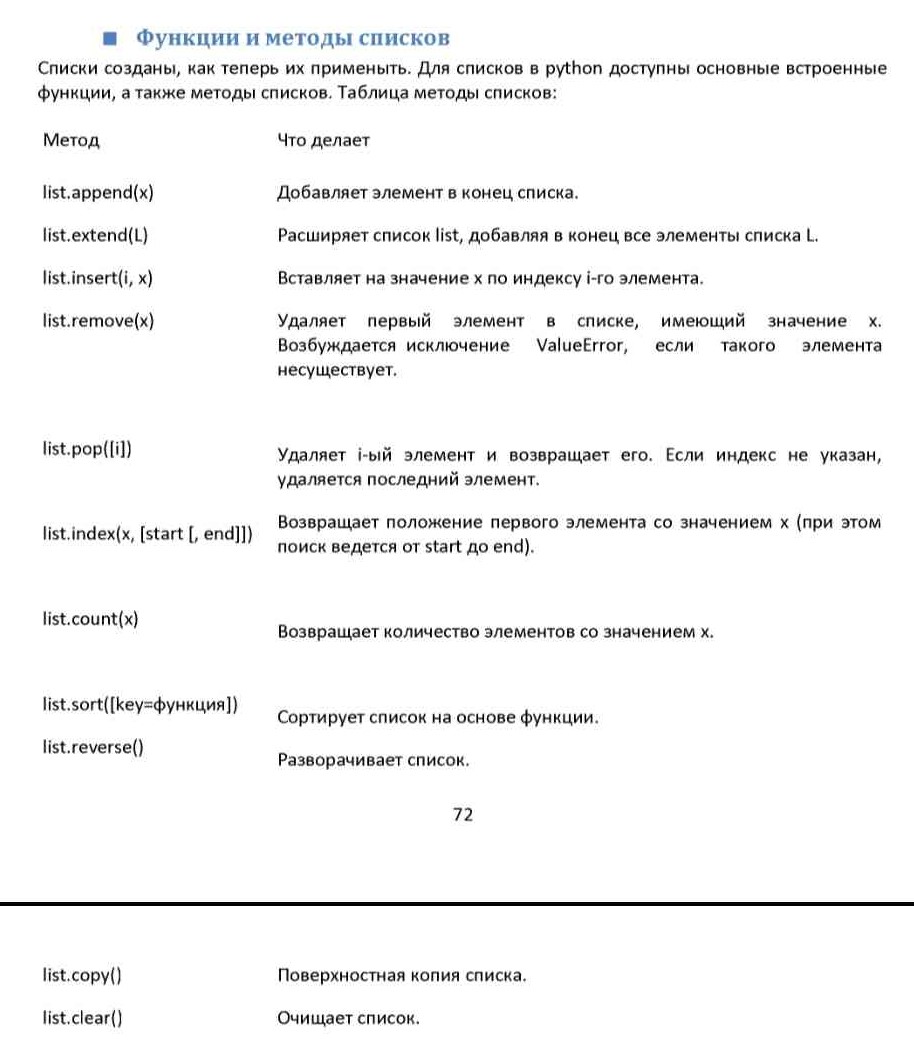 Функции и методы списков
Списки созданы, как теперь их применыть. Для списков в python доступны основные встроенные
функции, а также методы списков. Таблица методы списков:
Метод Что делает
list.append(x) Добавляет элемент в конец списка.
list.extend(L) Расширяет список list, добавляя в конец все элементы списка L.
list.insert(i, x) Вставляет на значение x по индексу i-го элемента.
list.remove(x) Удаляет первый элемент в списке, имеющий значение x.
Возбуждается исключение ValueError, если такого элемента
несуществует.
list.pop([i]) Удаляет i-ый элемент и возвращает его. Если индекс не указан,
удаляется последний элемент.
list.index(x, [start [, end]]) Возвращает положение первого элемента со значением x (при этом
поиск ведется от start до end).
list.count(x) Возвращает количество элементов со значением x.
list.sort([key=функция]) Сортирует список на основе функции.
list.reverse() Разворачивает список.
72
list.copy() Поверхностная копия списка.
list.clear() Очищает список.